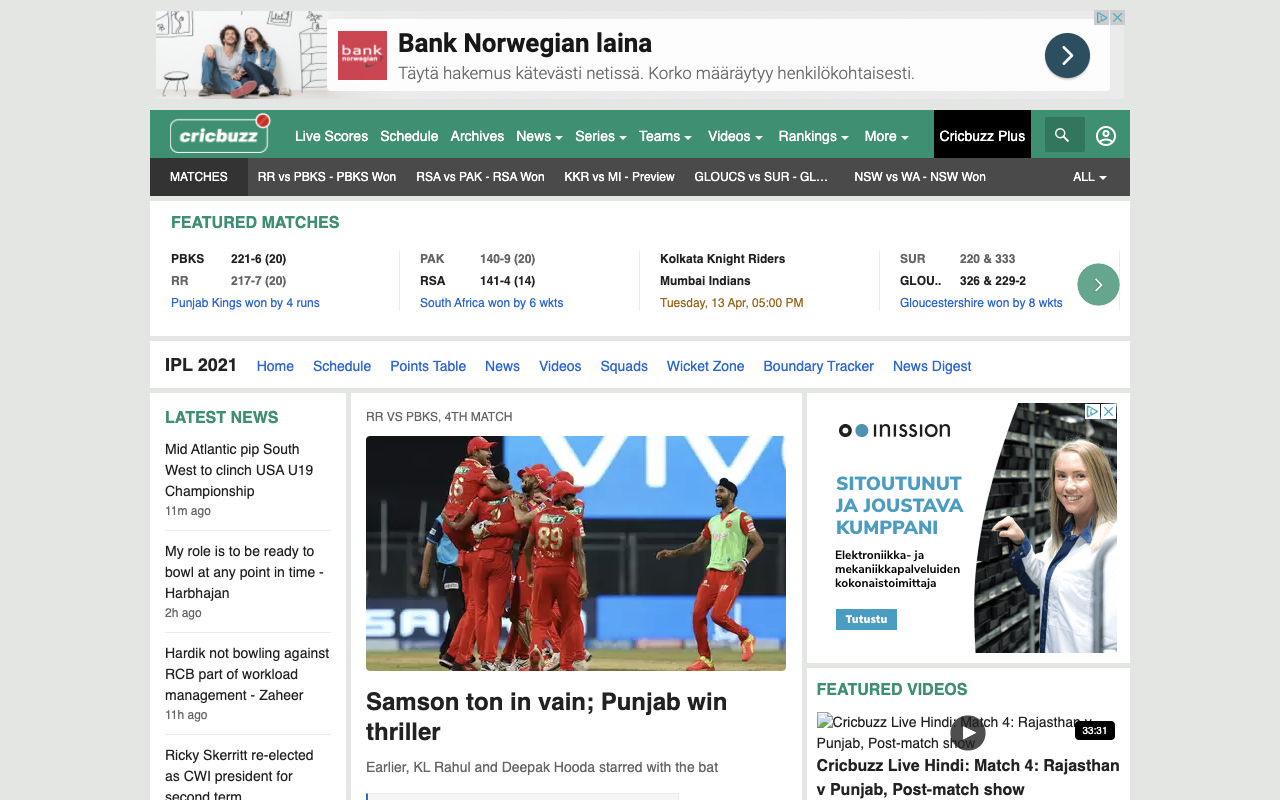 bank
norwegian
Bank Norwegian laina
Täytä hakemus kätevästi netissä. Korko määräytyy henkilökohtaisesti.
cricbuzz
Live Scores Schedule Archives News Series Teams Videos Rankings More Cricbuzz Plus
MATCHES RR vs PBKS - PBKS Won RSA vs PAK - RSA Won KKR vs MI - Preview GLOUCS vs SUR - GL... NSW vs WA - NSW Won ALL
FEATURED MATCHES
PBKS 221-6 (20)
RR 217-7 (20)
Punjab Kings won by 4 runs
PAK 140-9 (20)
RSA 141-4 (14)
South Africa won by 6 wkts
Kolkata Knight Riders
Mumbai Indians
Tuesday, 13 Apr, 05:00 PM
SUR 220 & 333
GLOU.. 326 & 229-2
Gloucestershire won by 8 wkts
IPL 2021 Home Schedule Points Table News Videos Squads Wicket Zone Boundary Tracker News Digest
LATEST NEWS
Mid Atlantic pip South
West to clinch USA U19
Championship
11m ago
My role is to be ready to
bowl at any point in time -
Harbhajan
2h ago
Hardik not bowling against
RCB part of workload
management - Zaheer
11h ago
Ricky Skerritt re-elected
as CWI president for
second term
RR VS PBKS, 4TH MATCH
vivo
89
Samson ton in vain; Punjab win
thriller
Earlier, KL Rahul and Deepak Hooda starred with the bat
inission
SITOUTUNUT
JA JOUSTAVA
KUMPPANI
Elektroniikka- ja
mekaniikkapalveluiden
kokonaistoimittaja
Tutustu
FEATURED VIDEOS
Cricbuzz Live Hindi: Match 4: Rajasthan v
Punjab, Post-match show
33:31
Cricbuzz Live Hindi: Match 4: Rajasthan
v Punjab, Post-match show